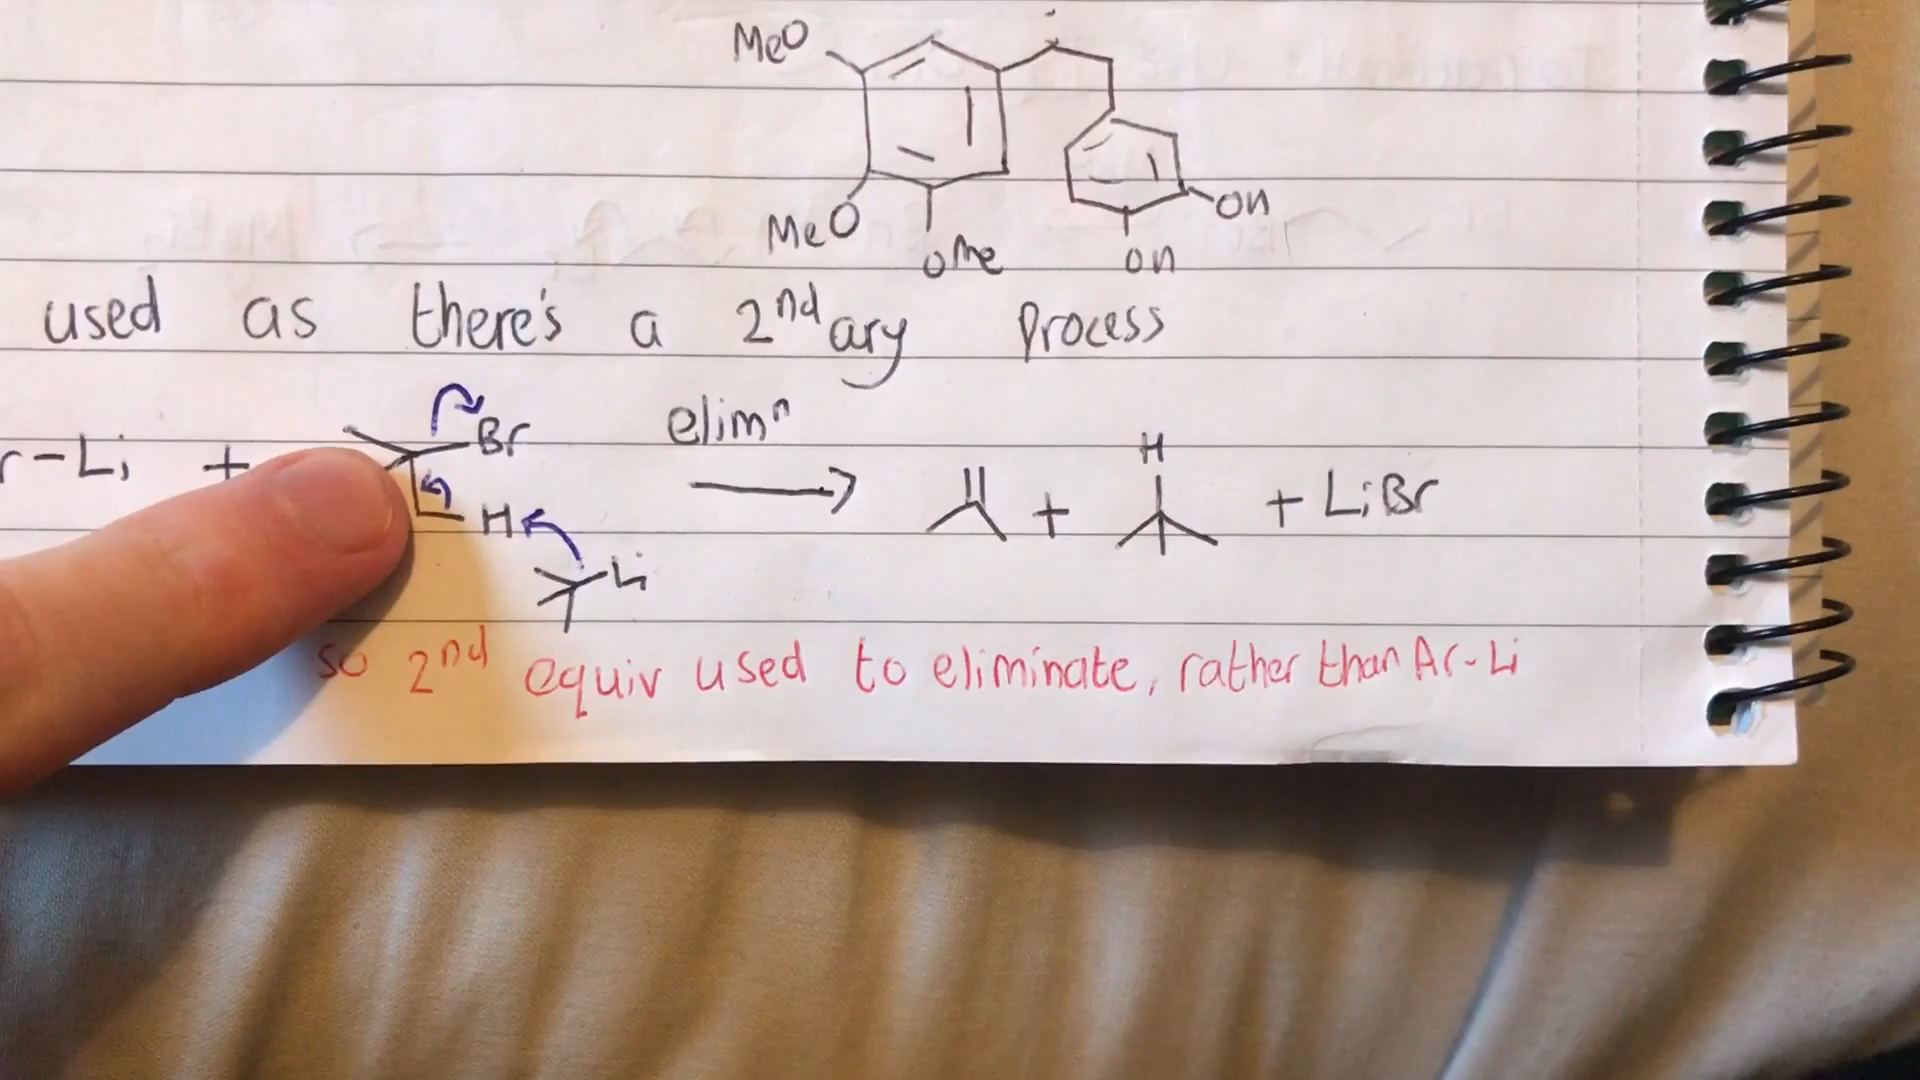 MeO
MeO
OMe
OH
OH
used as there's a 2nd ary process
r-Li + Br elimn H
H + + LiBr
Li
so 2nd equiv used to eliminate, rather than Ar-Li